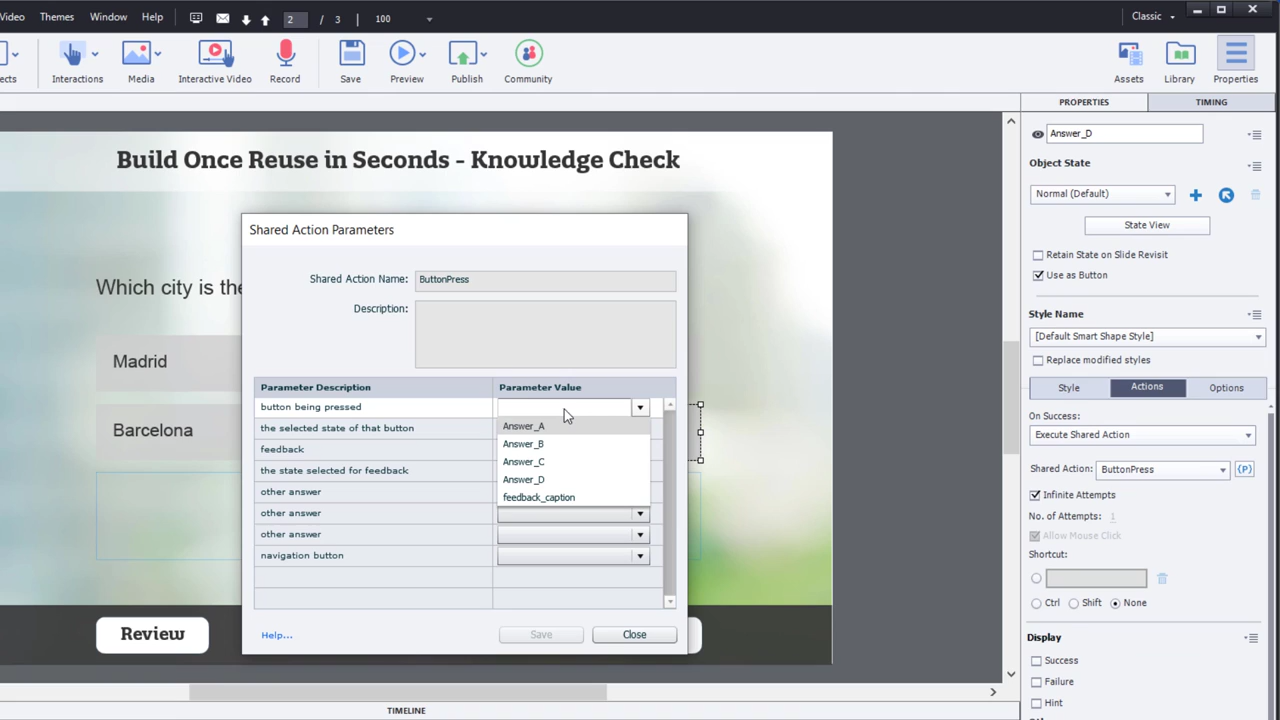 Video Themes Window Help 2 / 3 100 Classic
ects Interactions Media Interactive Video Record Save Preview Publish Community Assets Library Properties
PROPERTIES TIMING
Build Once Reuse in Seconds - Knowledge Check
Which city is the
Madrid
Barcelona
Review
Shared Action Parameters
Shared Action Name: ButtonPress
Description:
Parameter Description Parameter Value
button being pressed
the selected state of that button
feedback
the state selected for feedback
other answer
other answer
other answer
navigation button
Answer_A
Answer_B
Answer_C
Answer_D
feedback_caption
Help... Save Close
Answer_D
Object State
Normal (Default)
State View
Retain State on Slide Revisit
Use as Button
Style Name
[Default Smart Shape Style]
Replace modified styles
Style Actions Options
On Success:
Execute Shared Action
Shared Action: ButtonPress {P}
Infinite Attempts
No. of Attempts: 1
Allow Mouse Click
Shortcut:
Ctrl Shift None
Display
Success
Failure
Hint
TIMELINE